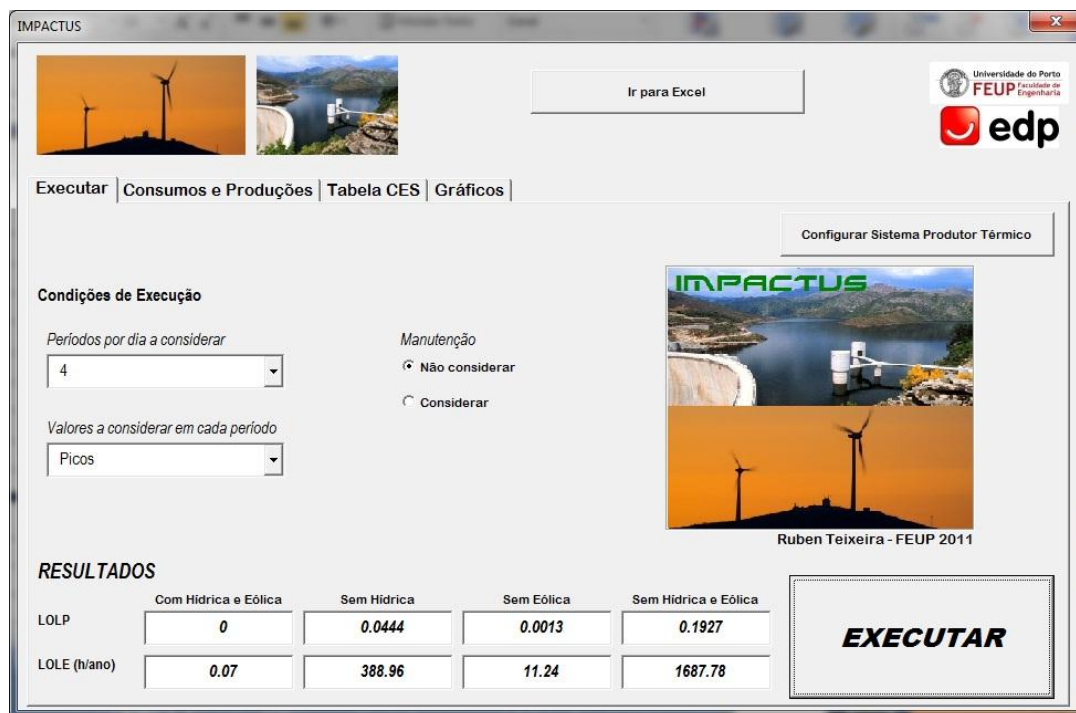 IMPACTUS
Ir para Excel
Universidade do Porto
FEUP Faculdade de Engenharia
edp
Executar Consumos e Produções Tabela CES Gráficos
Configurar Sistema Produtor Térmico
IMPACTUS
Condições de Execução
Períodos por dia a considerar Manutenção
4 Não considerar
Considerar
Valores a considerar em cada período
Picos
Ruben Teixeira - FEUP 2011
RESULTADOS
Com Hídrica e Eólica Sem Hídrica Sem Eólica Sem Hídrica e Eólica
LOLP 0 0.0444 0.0013 0.1927
EXECUTAR
LOLE (h/ano) 0.07 388.96 11.24 1687.78